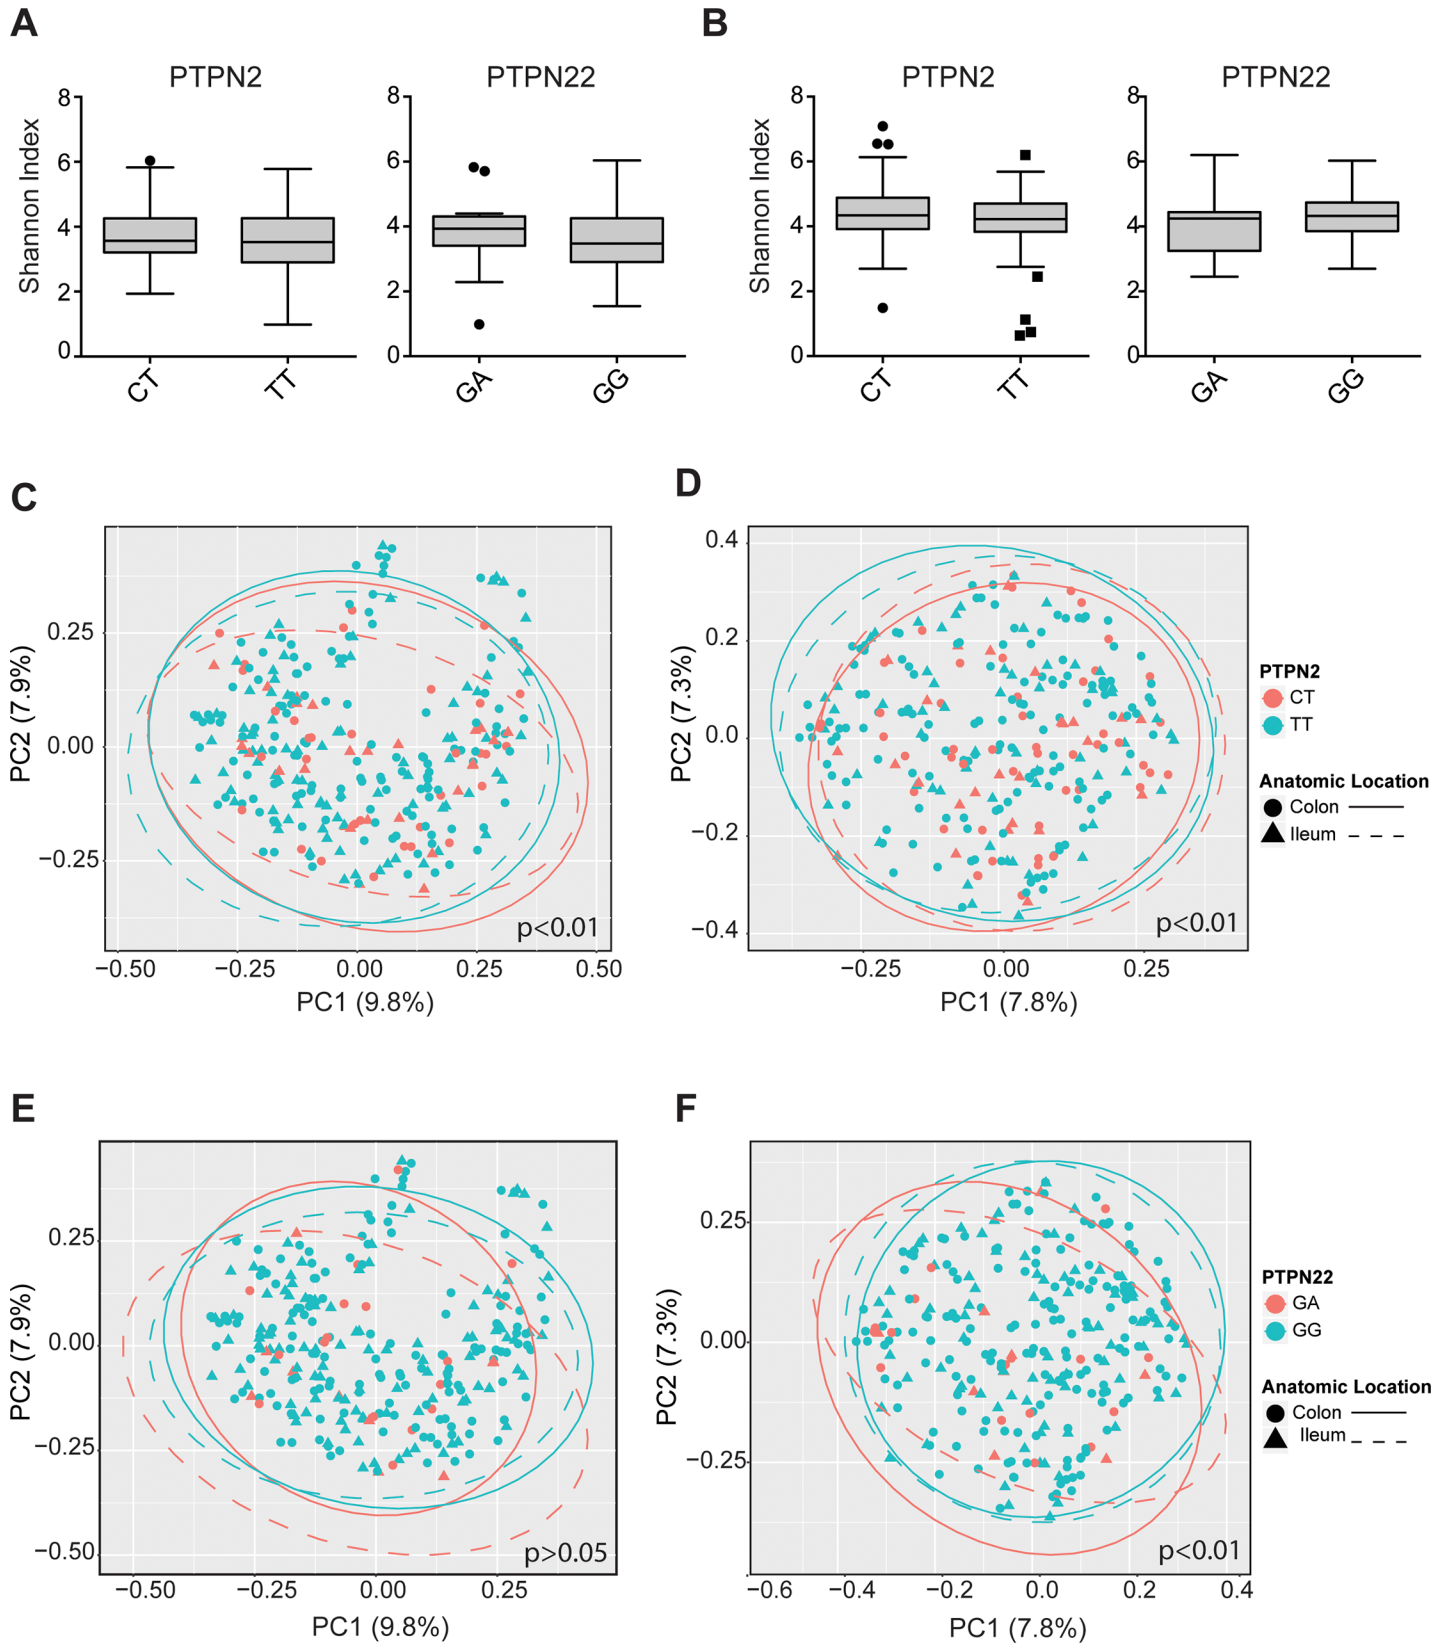 A
B
PTPN2
PTPN22
PTPN2
PTPN22
Shannon Index
8
6
4
2
0
CT
TT
8
6
4
2
0
GA
GG
Shannon Index
8
6
4
2
0
CT
TT
8
6
4
2
0
GA
GG
C
PC2 (7.9%)
0.25
0.00
−0.25
p<0.01
−0.50
−0.25
0.00
0.25
0.50
PC1 (9.8%)
D
PC2 (7.3%)
0.4
0.2
0.0
−0.2
−0.4
p<0.01
−0.25
0.00
0.25
PC1 (7.8%)
PTPN2
CT
TT
Anatomic Location
Colon
Ileum
E
PC2 (7.9%)
0.25
0.00
−0.25
−0.50
p>0.05
−0.50
−0.25
0.00
0.25
PC1 (9.8%)
F
PC2 (7.3%)
0.25
0.00
−0.25
p<0.01
−0.6
−0.4
−0.2
0.0
0.2
0.4
PC1 (7.8%)
PTPN22
GA
GG
Anatomic Location
Colon
Ileum